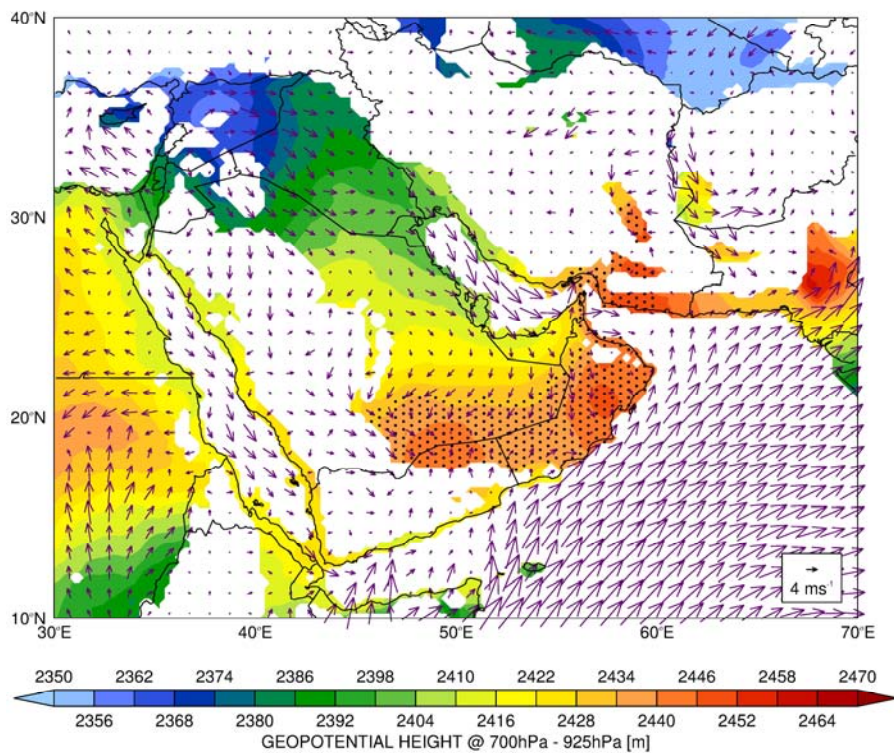 40°N
30°N
20°N
10°N
30°E 40°E 50°E 60°E 70°E
4 ms⁻¹
2350 2362 2374 2386 2398 2410 2422 2434 2446 2458 2470
2356 2368 2380 2392 2404 2416 2428 2440 2452 2464
GEOPOTENTIAL HEIGHT @ 700hPa - 925hPa [m]